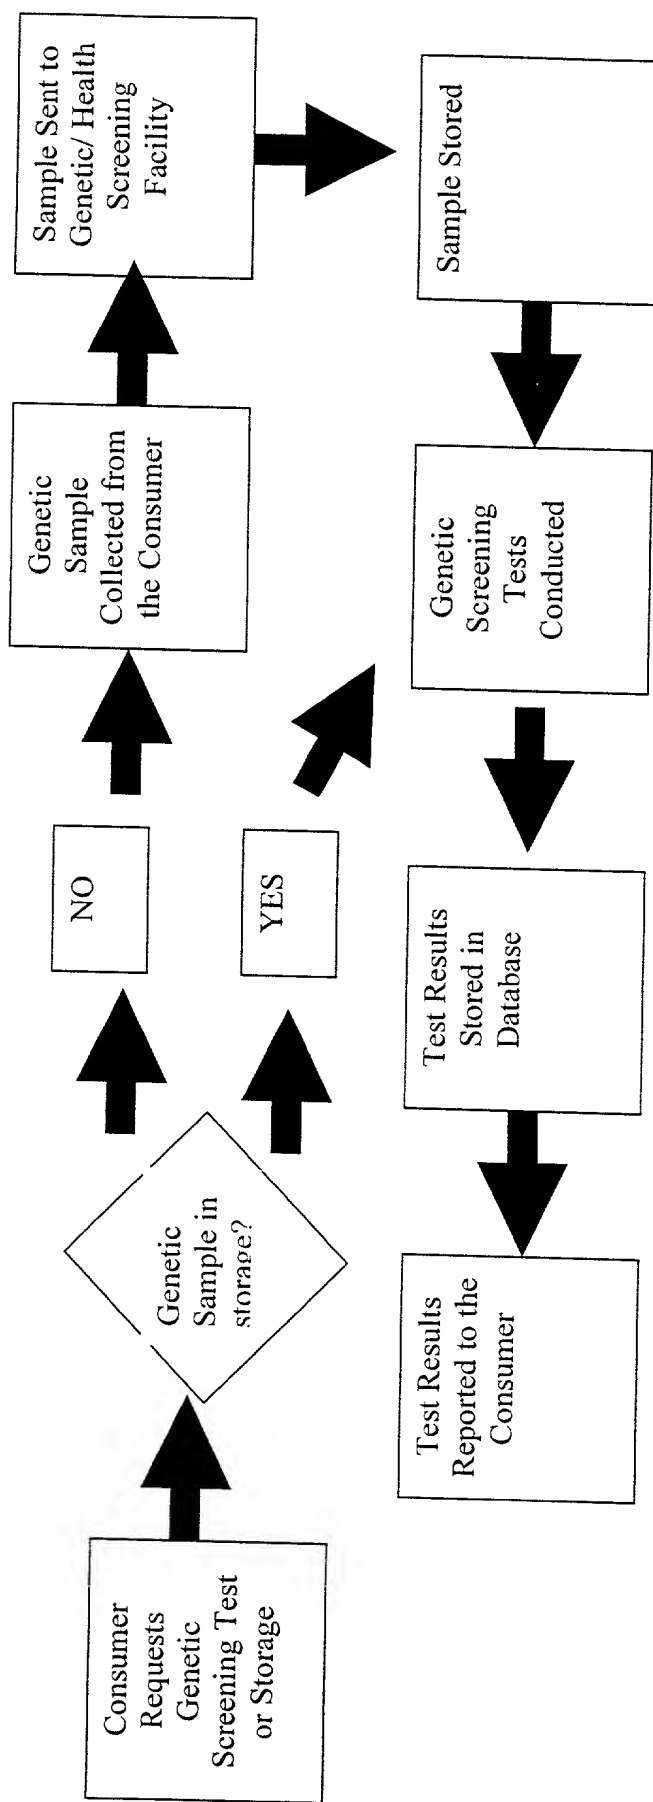 Consumer
Requests
Genetic
Screening Test
or Storage
Genetic
Sample in
storage?
NO
YES
Genetic
Sample
Collected from
the Consumer
Sample Sent to
Genetic/ Health
Screening
Facility
Sample Stored
Genetic
Screening
Tests
Conducted
Test Results
Stored in
Database
Test Results
Reported to the
Consumer